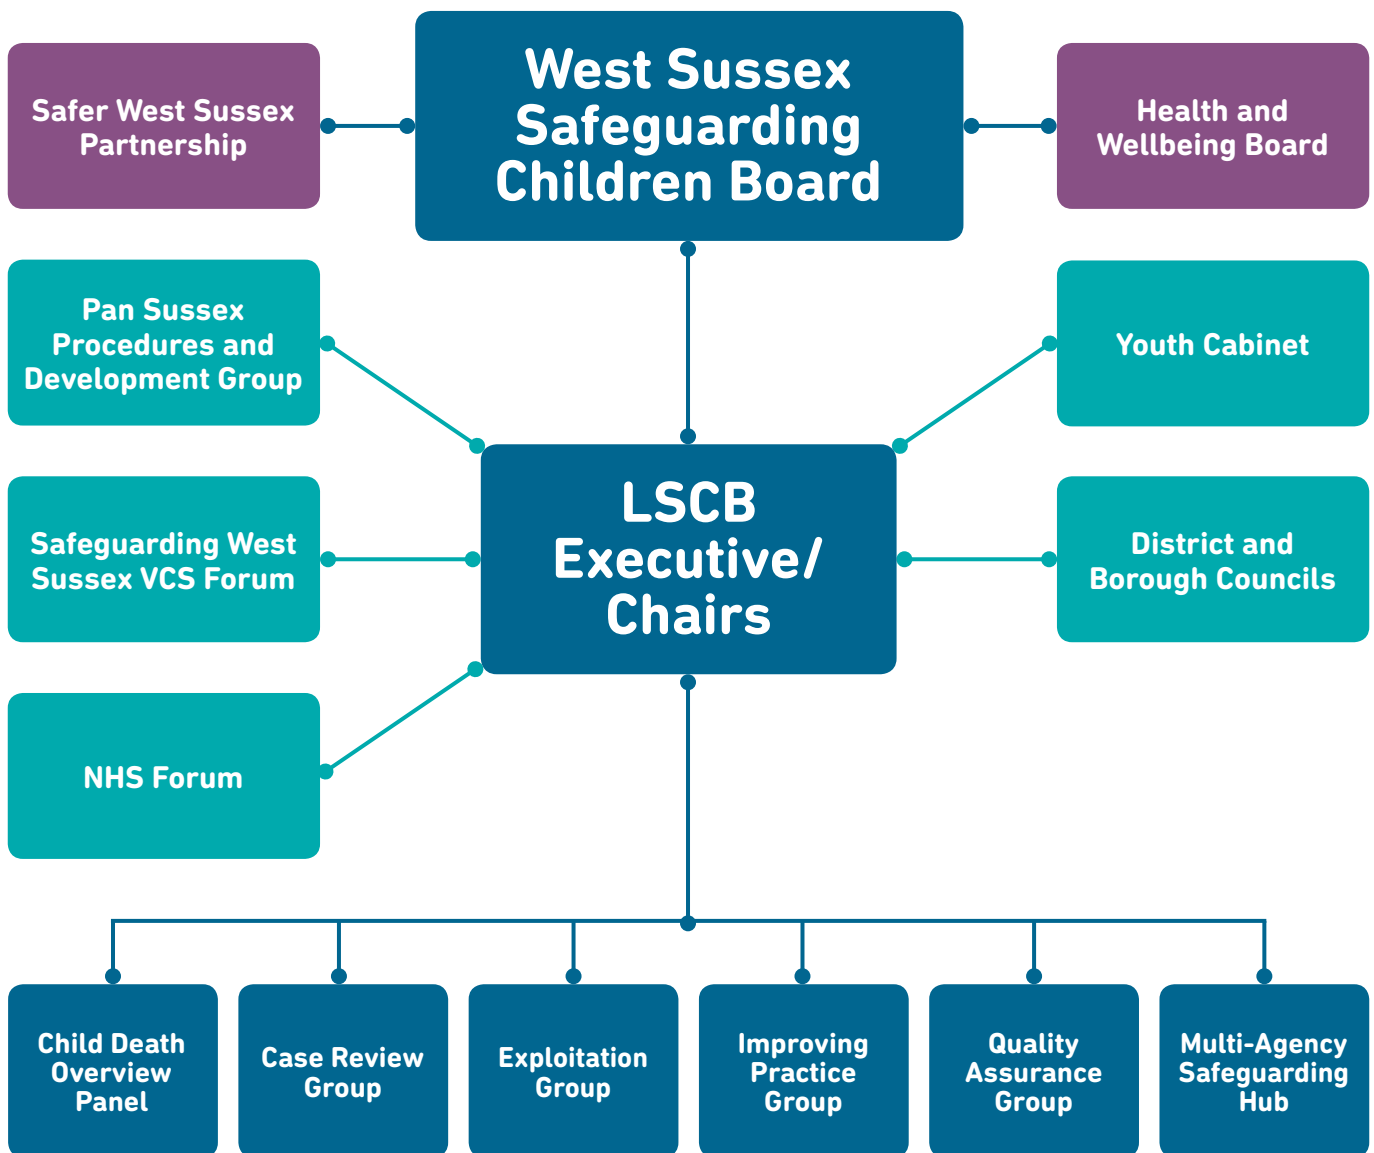 West Sussex
Safeguarding
Children Board
Safer West Sussex
Partnership
Health and
Wellbeing Board
Pan Sussex
Procedures and
Development Group
Youth Cabinet
Safeguarding West
Sussex VCS Forum
LSCB
Executive/
Chairs
District and
Borough Councils
NHS Forum
Child Death
Overview
Panel
Case Review
Group
Exploitation
Group
Improving
Practice
Group
Quality
Assurance
Group
Multi-Agency
Safeguarding
Hub